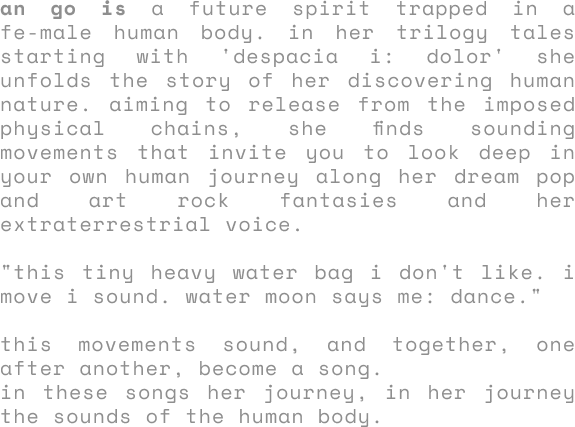 an go is a future spirit trapped in a
fe-male human body. in her trilogy tales
starting with 'despacia i: dolor' she
unfolds the story of her discovering human
nature. aiming to release from the imposed
physical chains, she finds sounding
movements that invite you to look deep in
your own human journey along her dream pop
and art rock fantasies and her
extraterrestrial voice.

"this tiny heavy water bag i don't like. i
move i sound. water moon says me: dance."

this movements sound, and together, one
after another, become a song.
in these songs her journey, in her journey
the sounds of the human body.